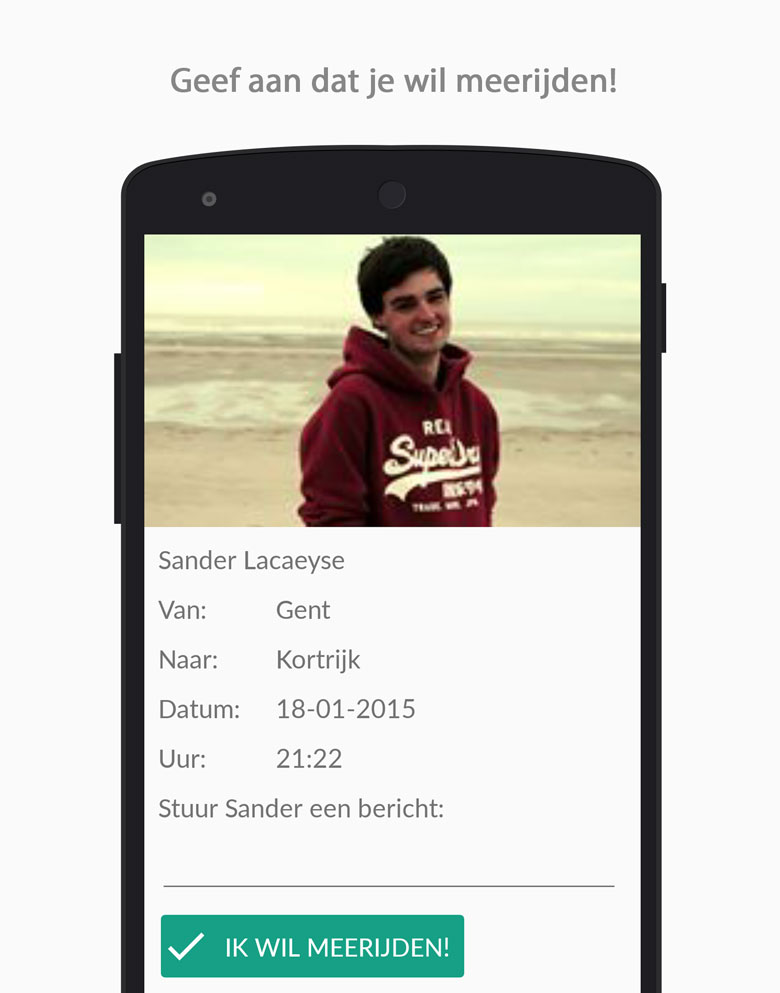 Geef aan dat je wil meerijden!
Sander Lacaeyse
Van: Gent
Naar: Kortrijk
Datum: 18-01-2015
Uur: 21:22
Stuur Sander een bericht:
IK WIL MEERIJDEN!